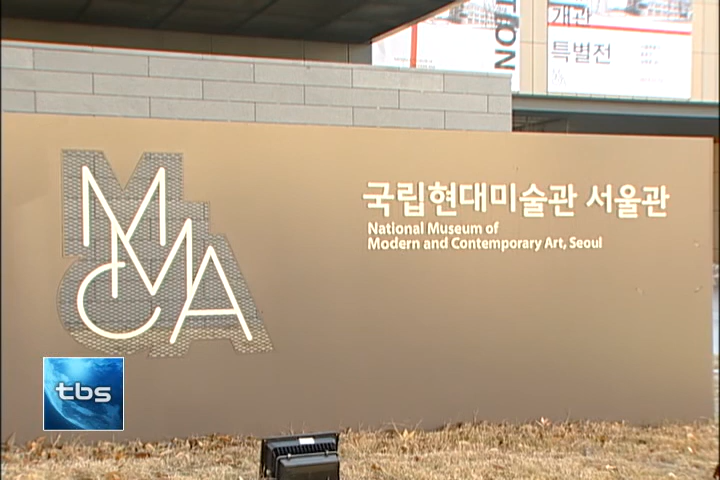 개관
특별전
국립현대미술관 서울관
National Museum of
Modern and Contemporary Art, Seoul
MMCA
tbs